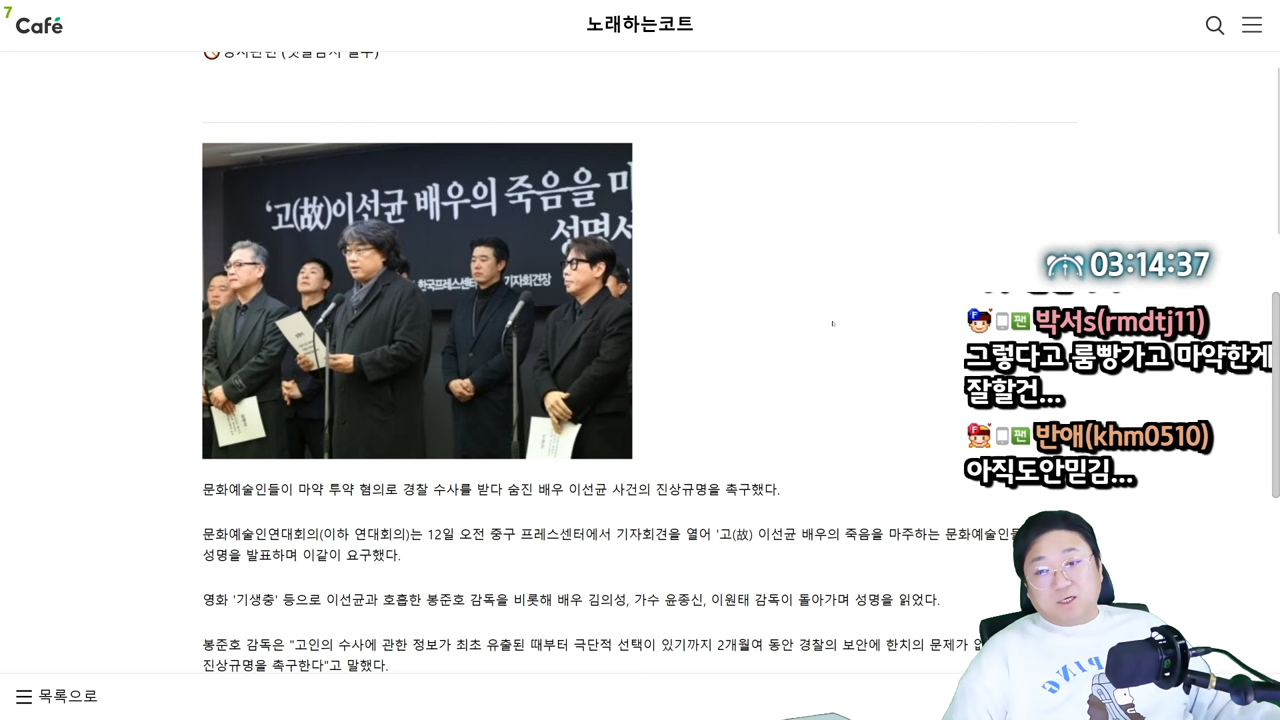 7
Café
노래하는코트
'고(故)이선균 배우의 죽음을 마
성명서
한국프레스센터 기자회견장
03:14:37
박서s(rmdtj11)
그렇다고 룸빵가고 마약한게
잘할건...
반애(khm0510)
아직도안믿김...
문화예술인들이 마약 투약 혐의로 경찰 수사를 받다 숨진 배우 이선균 사건의 진상규명을 촉구했다.
문화예술인연대회의(이하 연대회의)는 12일 오전 중구 프레스센터에서 기자회견을 열어 '고(故) 이선균 배우의 죽음을 마주하는 문화예술인들
성명을 발표하며 이같이 요구했다.
영화 '기생충' 등으로 이선균과 호흡한 봉준호 감독을 비롯해 배우 김의성, 가수 윤종신, 이원태 감독이 돌아가며 성명을 읽었다.
봉준호 감독은 "고인의 수사에 관한 정보가 최초 유출된 때부터 극단적 선택이 있기까지 2개월여 동안 경찰의 보안에 한치의 문제가
진상규명을 촉구한다"고 말했다.
목록으로